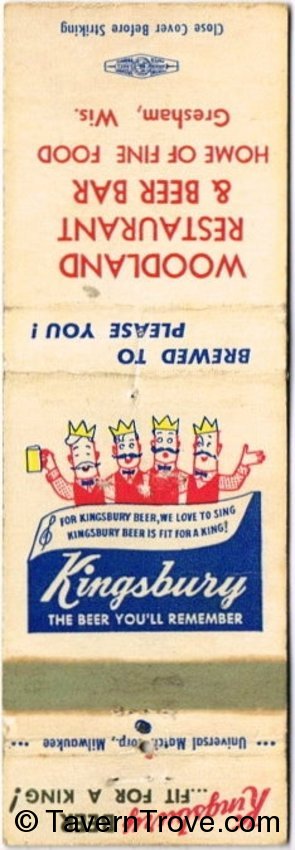 Close Cover Before Striking
Gresham, Wis.
HOME OF FINE FOOD
& BEER BAR
RESTAURANT
WOODLAND
PLEASE YOU!
BREWED TO
FOR KINGSBURY BEER, WE LOVE TO SING
KINGSBURY BEER IS FIT FOR A KING!
Kingsbury
THE BEER YOU'LL REMEMBER
Universal Match Corp., Milwaukee
...FIT FOR A KING!
Kingsbury BEER
© TavernTrove.com